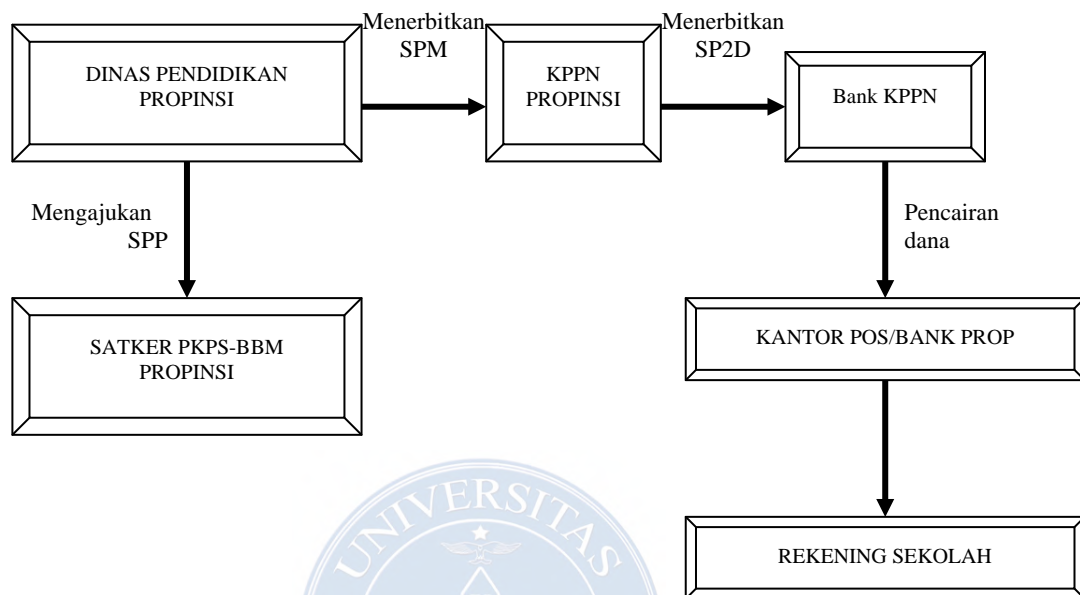 Menerbitkan
SPM
Menerbitkan
SP2D
DINAS PENDIDIKAN
PROPINSI
KPPN
PROPINSI
Bank KPPN
Mengajukan
SPP
Pencairan
dana
SATKER PKPS-BBM
PROPINSI
KANTOR POS/BANK PROP
REKENING SEKOLAH
UNIVERSITAS